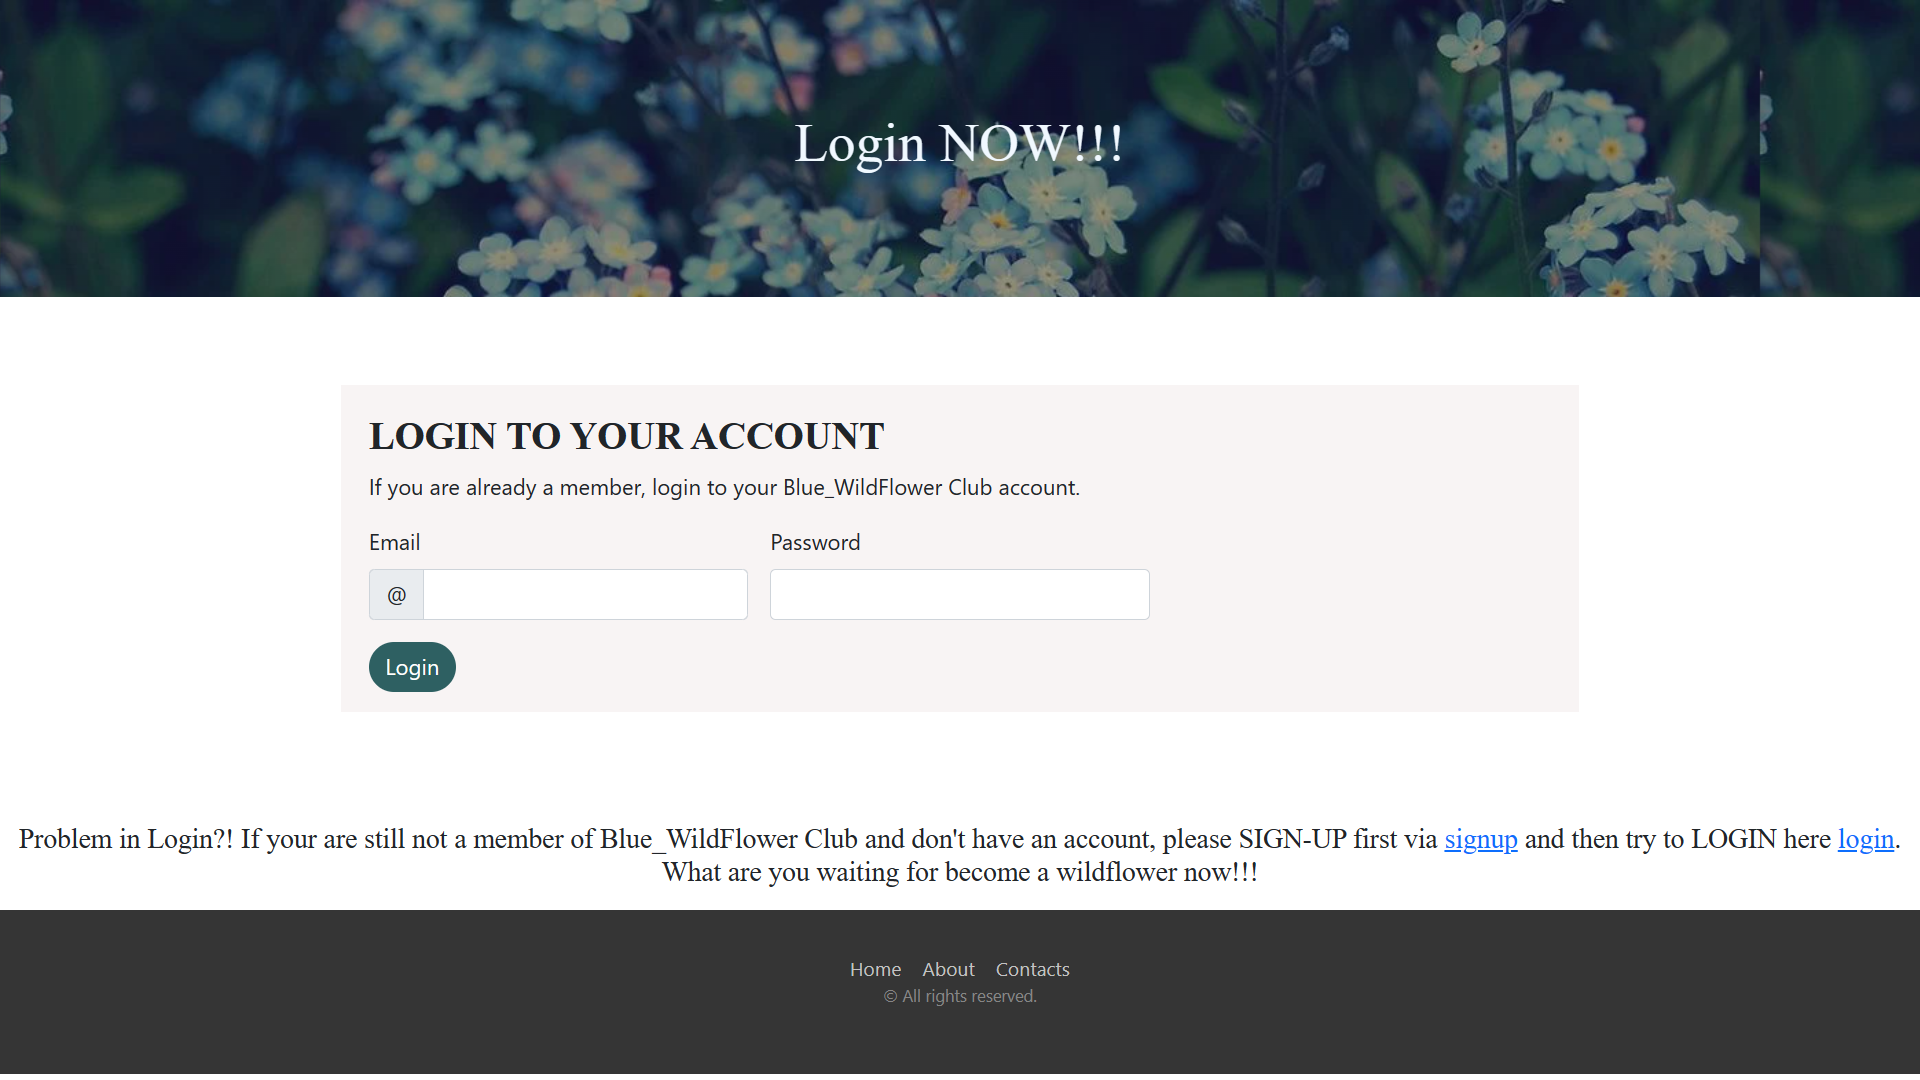 Login NOW!!!
LOGIN TO YOUR ACCOUNT
If you are already a member, login to your Blue_WildFlower Club account.
Email Password
@
Login
Problem in Login?! If your are still not a member of Blue_WildFlower Club and don't have an account, please SIGN-UP first via signup and then try to LOGIN here login.
What are you waiting for become a wildflower now!!!
Home About Contacts
© All rights reserved.